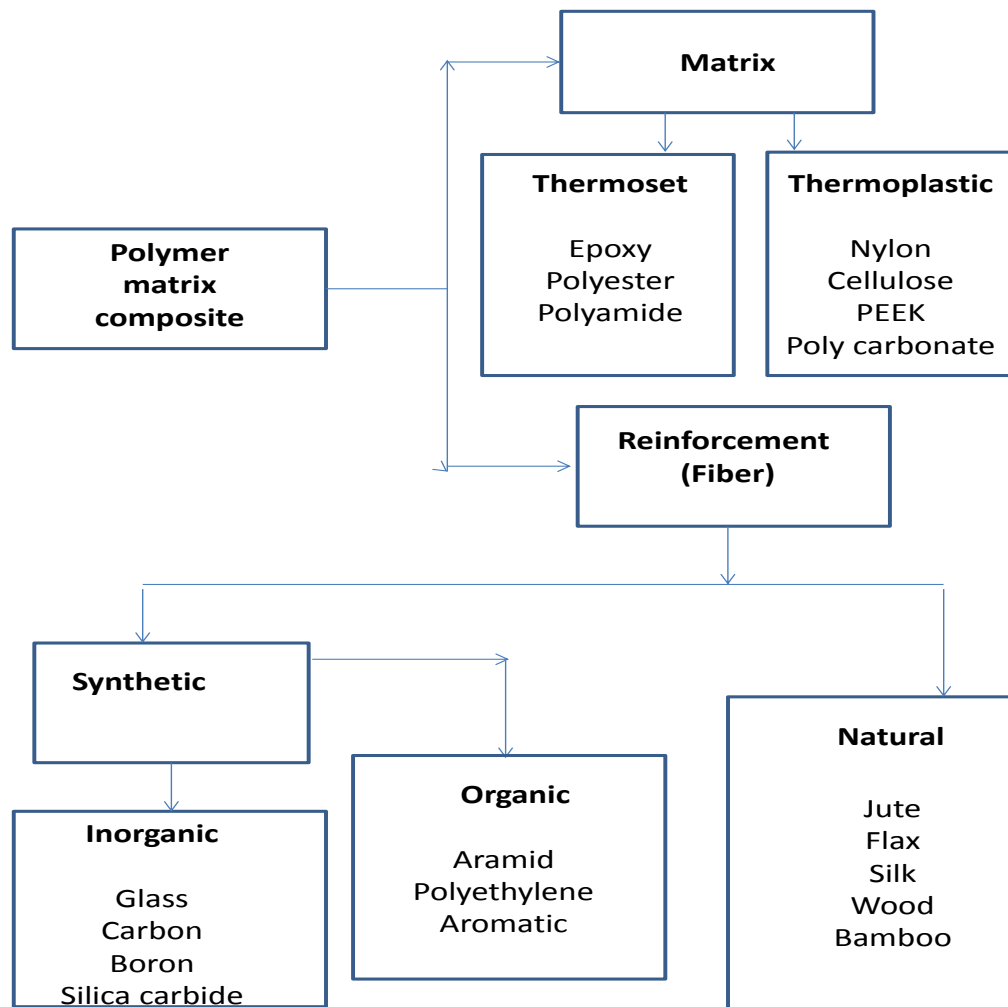 Matrix
Thermoset
Epoxy
Polyester
Polyamide
Thermoplastic
Nylon
Cellulose
PEEK
Poly carbonate
Polymer
matrix
composite
Reinforcement
(Fiber)
Synthetic
Inorganic
Glass
Carbon
Boron
Silica carbide
Organic
Aramid
Polyethylene
Aromatic
Natural
Jute
Flax
Silk
Wood
Bamboo